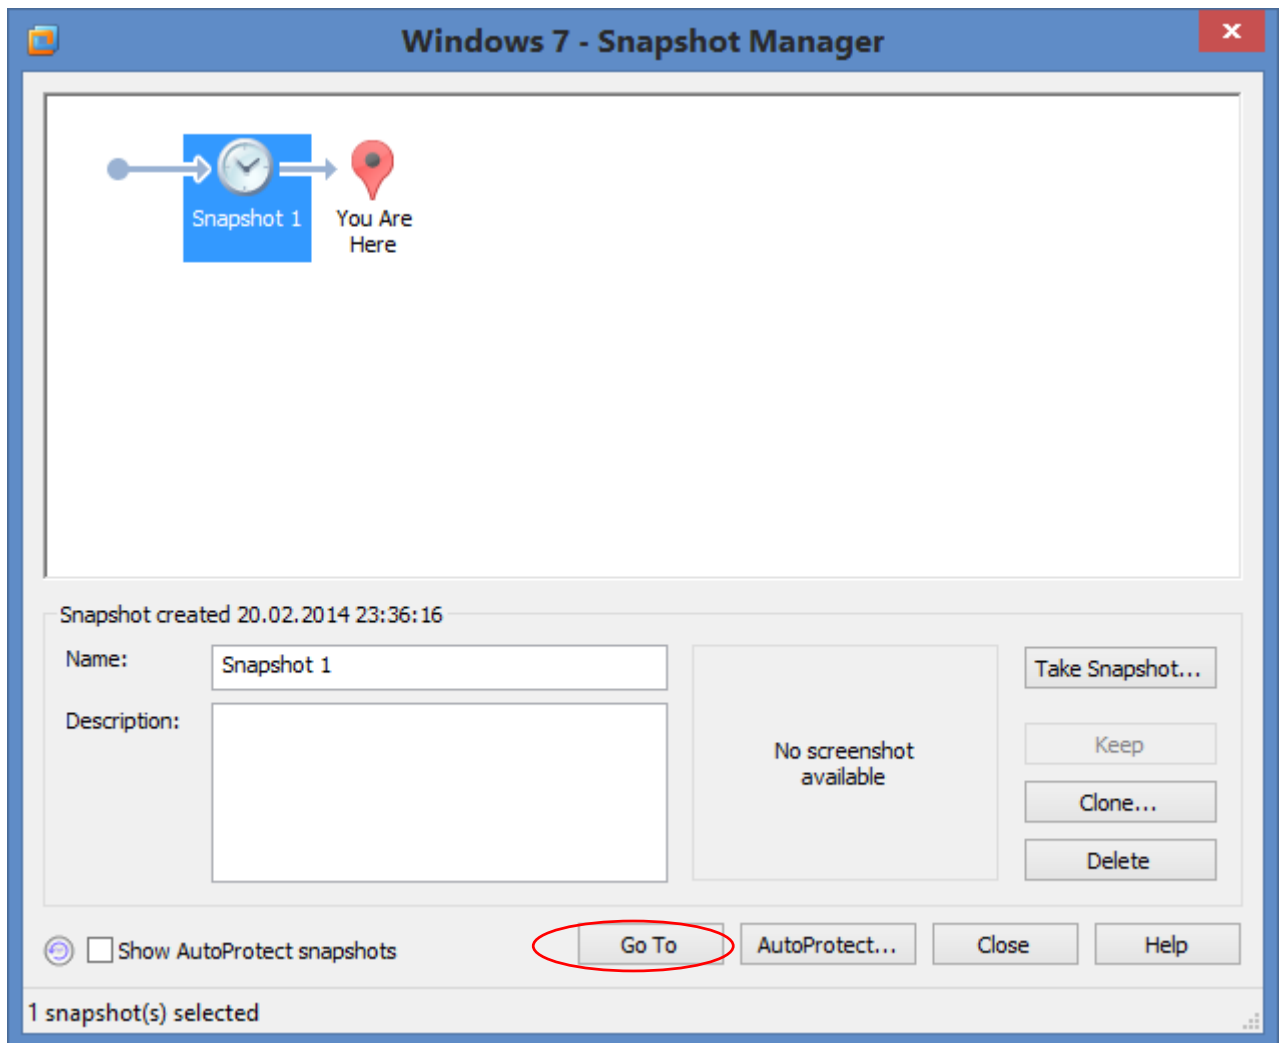 Windows 7 - Snapshot Manager
x
Snapshot 1
You Are
Here
Snapshot created 20.02.2014 23:36:16
Name:
Snapshot 1
Take Snapshot...
Description:
No screenshot
available
Keep
Clone...
Delete
Show AutoProtect snapshots
Go To
AutoProtect...
Close
Help
1 snapshot(s) selected